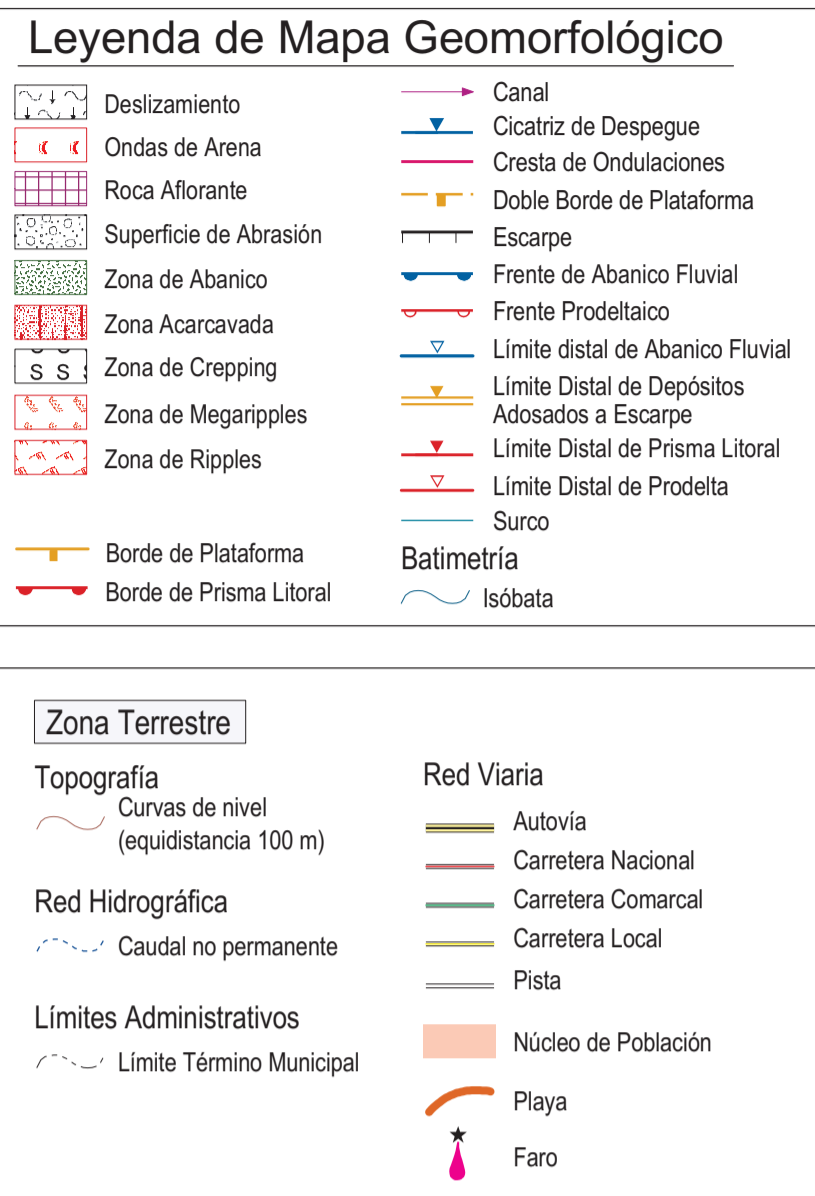 Leyenda de Mapa Geomorfológico
Deslizamiento
Ondas de Arena
Roca Aflorante
Superficie de Abrasión
Zona de Abanico
Zona Acarcavada
S S S
Zona de Crepping
Zona de Megaripples
Zona de Ripples
Borde de Plataforma
Borde de Prisma Litoral
Canal
Cicatriz de Despegue
Cresta de Ondulaciones
Doble Borde de Plataforma
Escarpe
Frente de Abanico Fluvial
Frente Prodeltaico
Límite distal de Abanico Fluvial
Límite Distal de Depósitos
Adosados a Escarpe
Límite Distal de Prisma Litoral
Límite Distal de Prodelta
Surco
Batimetría
Isóbata
Zona Terrestre
Topografía
Curvas de nivel
(equidistancia 100 m)
Red Hidrográfica
Caudal no permanente
Límites Administrativos
Límite Término Municipal
Red Viaria
Autovía
Carretera Nacional
Carretera Comarcal
Carretera Local
Pista
Núcleo de Población
Playa
Faro